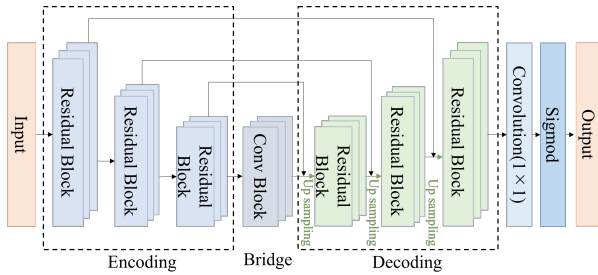 Input
Residual Block
Residual Block
Residual
Block
Conv Block
Up sampling
Residual
Block
Up sampling
Residual Block
Up sampling
Residual Block
Convolution(1×1)
Sigmod
Output
Encoding
Bridge
Decoding